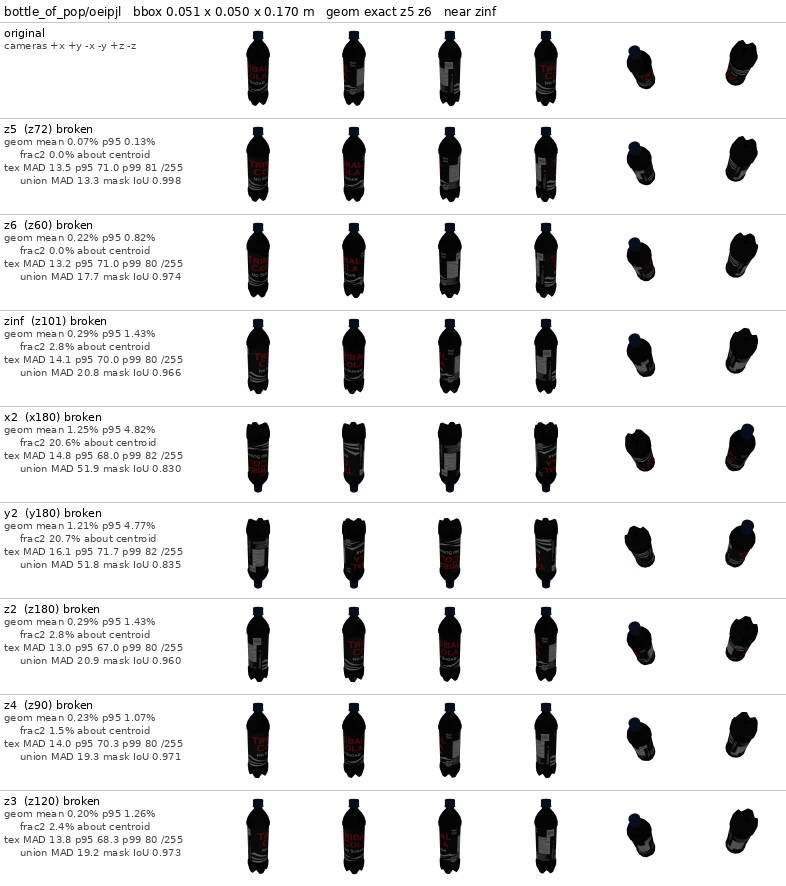 bottle_of_pop/oeipjl   bbox 0.051 x 0.050 x 0.170 m   geom exact z5 z6   near zinf
original
cameras +x +y -x -y +z -z
z5  (z72) broken
geom mean 0.07% p95 0.13%
frac2 0.0% about centroid
tex MAD 13.5 p95 71.0 p99 81 /255
union MAD 13.3 mask IoU 0.998
z6  (z60) broken
geom mean 0.22% p95 0.82%
frac2 0.0% about centroid
tex MAD 13.2 p95 71.0 p99 80 /255
union MAD 17.7 mask IoU 0.974
zinf  (z101) broken
geom mean 0.29% p95 1.43%
frac2 2.8% about centroid
tex MAD 14.1 p95 70.0 p99 80 /255
union MAD 20.8 mask IoU 0.966
x2  (x180) broken
geom mean 1.25% p95 4.82%
frac2 20.6% about centroid
tex MAD 14.8 p95 68.0 p99 82 /255
union MAD 51.9 mask IoU 0.830
y2  (y180) broken
geom mean 1.21% p95 4.77%
frac2 20.7% about centroid
tex MAD 16.1 p95 71.7 p99 82 /255
union MAD 51.8 mask IoU 0.835
z2  (z180) broken
geom mean 0.29% p95 1.43%
frac2 2.8% about centroid
tex MAD 13.0 p95 67.0 p99 80 /255
union MAD 20.9 mask IoU 0.960
z4  (z90) broken
geom mean 0.23% p95 1.07%
frac2 1.5% about centroid
tex MAD 14.0 p95 70.3 p99 80 /255
union MAD 19.3 mask IoU 0.971
z3  (z120) broken
geom mean 0.20% p95 1.26%
frac2 2.4% about centroid
tex MAD 13.8 p95 68.3 p99 80 /255
union MAD 19.2 mask IoU 0.973